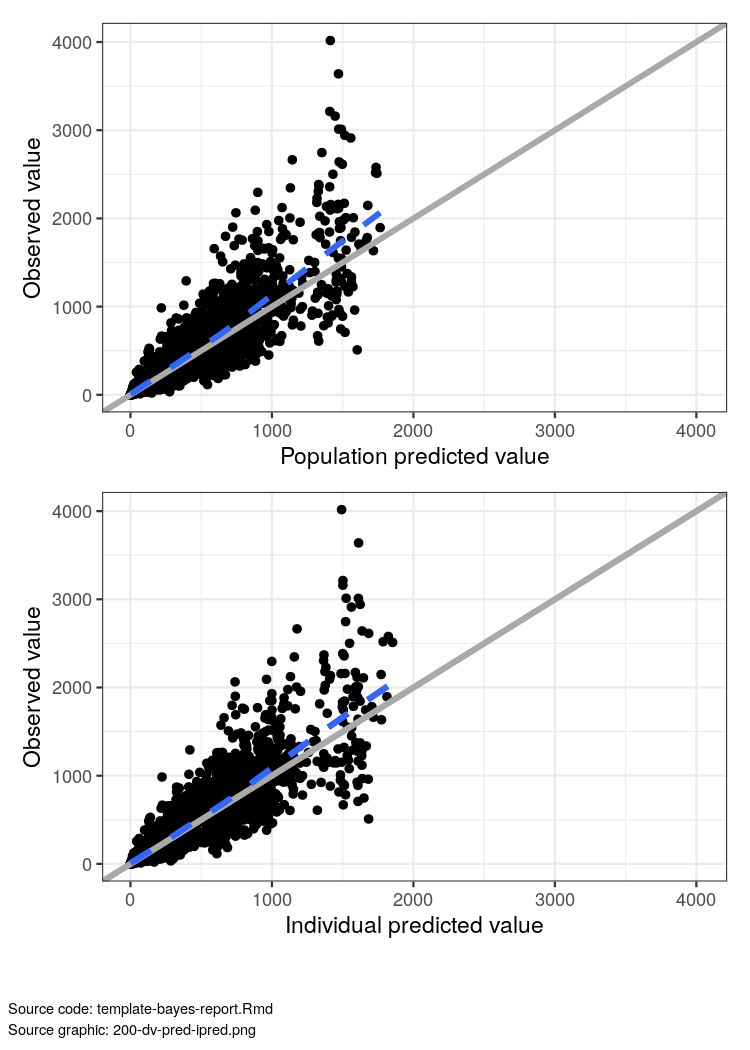 4000
3000
2000
1000
0
Observed value
0 1000 2000 3000 4000
Population predicted value
4000
3000
2000
1000
0
Observed value
0 1000 2000 3000 4000
Individual predicted value
Source code: template-bayes-report.Rmd
Source graphic: 200-dv-pred-ipred.png